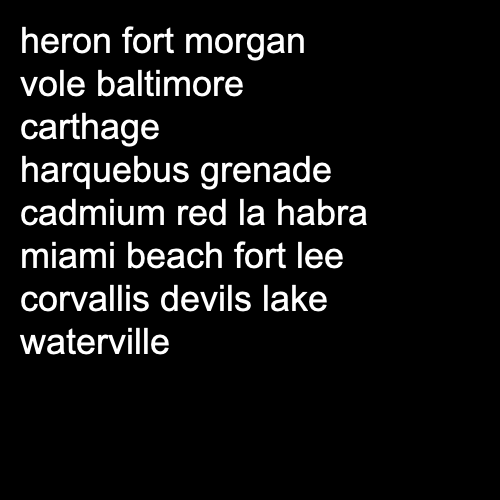 heron fort morgan
vole baltimore
carthage
harquebus grenade
cadmium red la habra
miami beach fort lee
corvallis devils lake
waterville